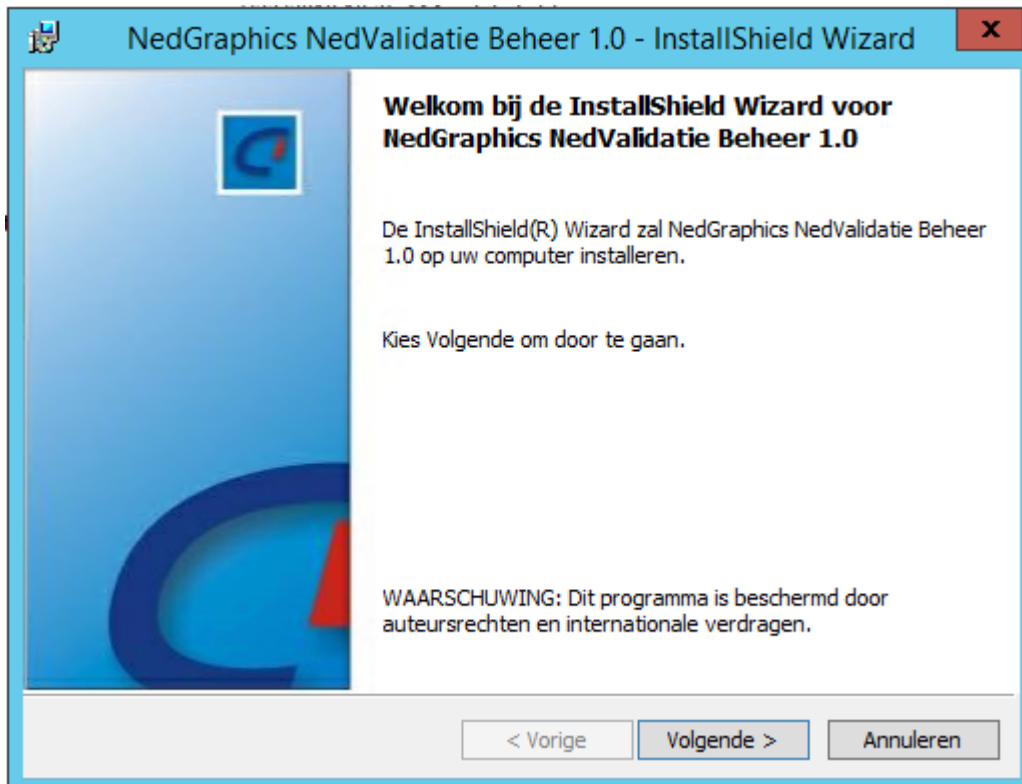 NedGraphics NedValidatie Beheer 1.0 - InstallShield Wizard
Welkom bij de InstallShield Wizard voor
NedGraphics NedValidatie Beheer 1.0
De InstallShield(R) Wizard zal NedGraphics NedValidatie Beheer
1.0 op uw computer installeren.
Kies Volgende om door te gaan.
WAARSCHUWING: Dit programma is beschermd door
auteursrechten en internationale verdragen.
< Vorige
Volgende >
Annuleren